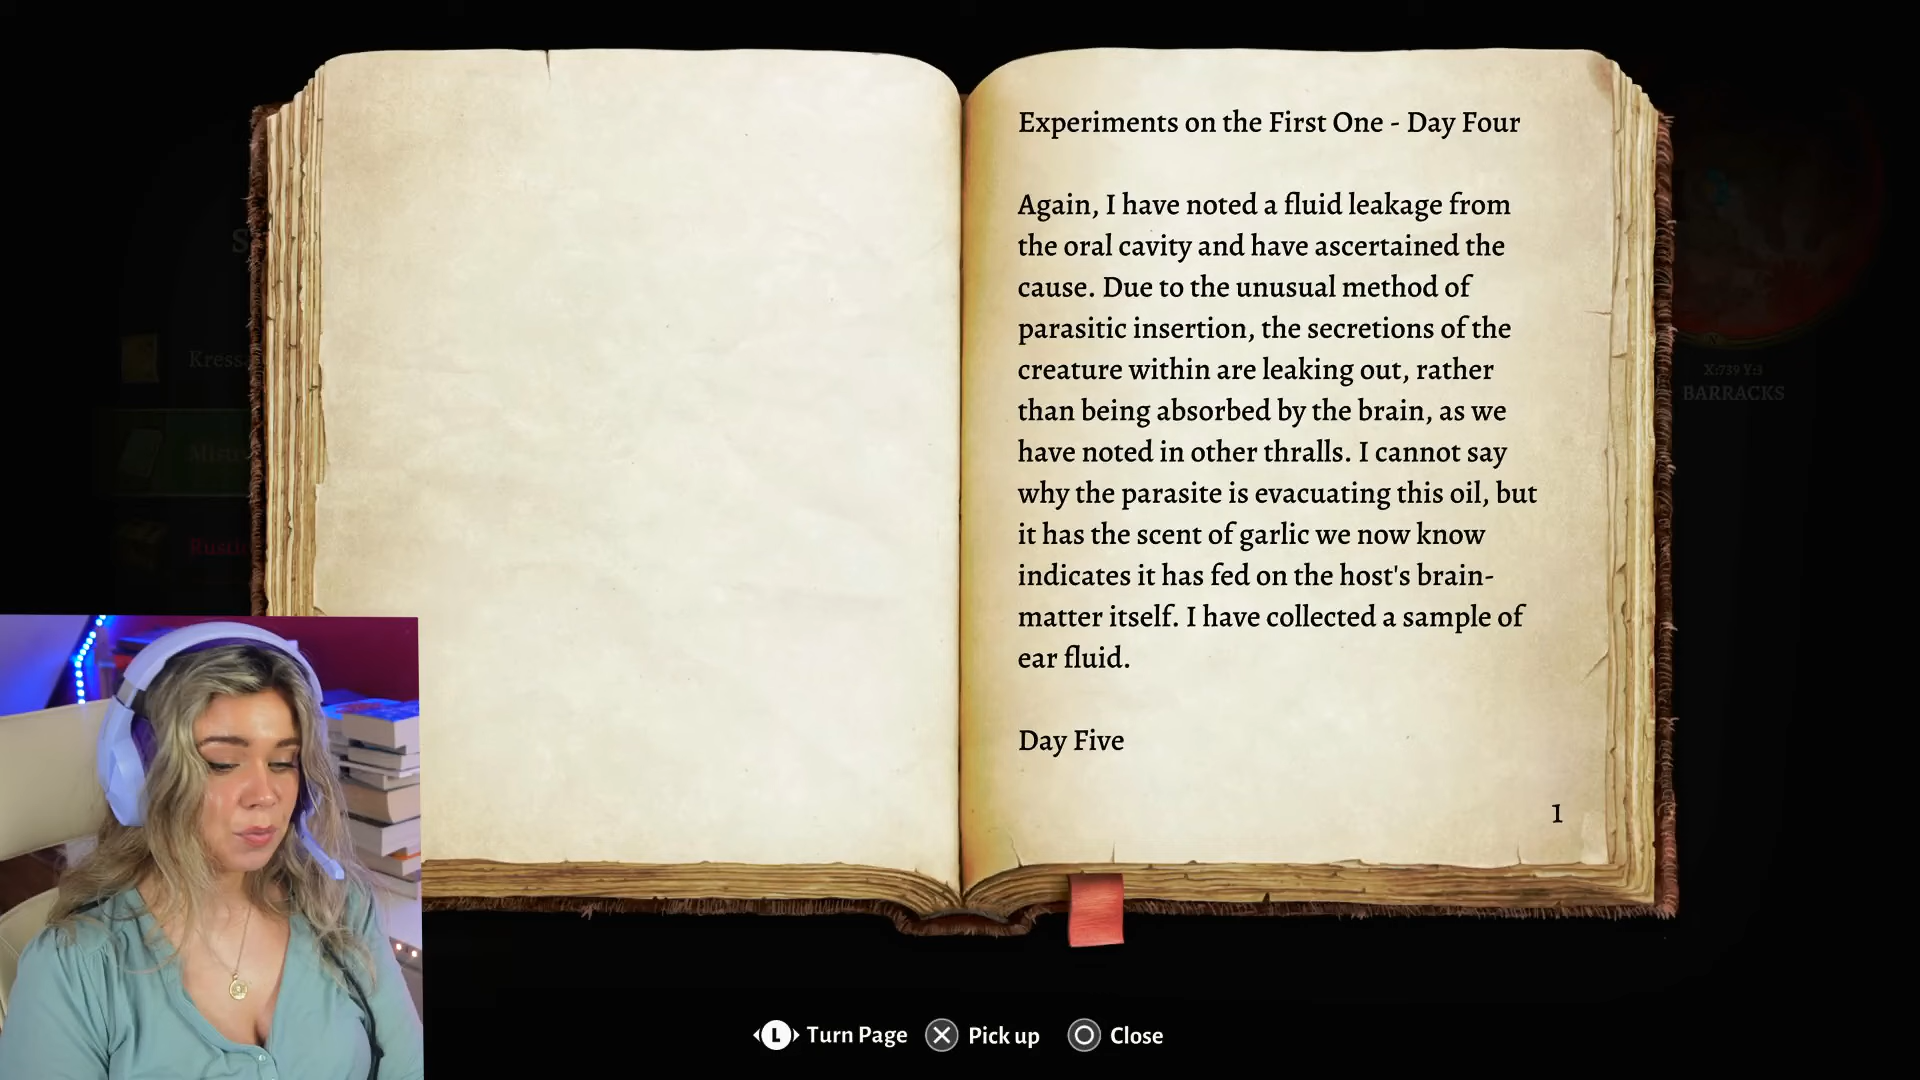 Experiments on the First One - Day Four
Again, I have noted a fluid leakage from
the oral cavity and have ascertained the
cause. Due to the unusual method of
parasitic insertion, the secretions of the
creature within are leaking out, rather
than being absorbed by the brain, as we
have noted in other thralls. I cannot say
why the parasite is evacuating this oil, but
it has the scent of garlic we now know
indicates it has fed on the host's brain-
matter itself. I have collected a sample of
ear fluid.
Day Five
1
X:739 Y:3
BARRACKS
L Turn Page Pick up Close